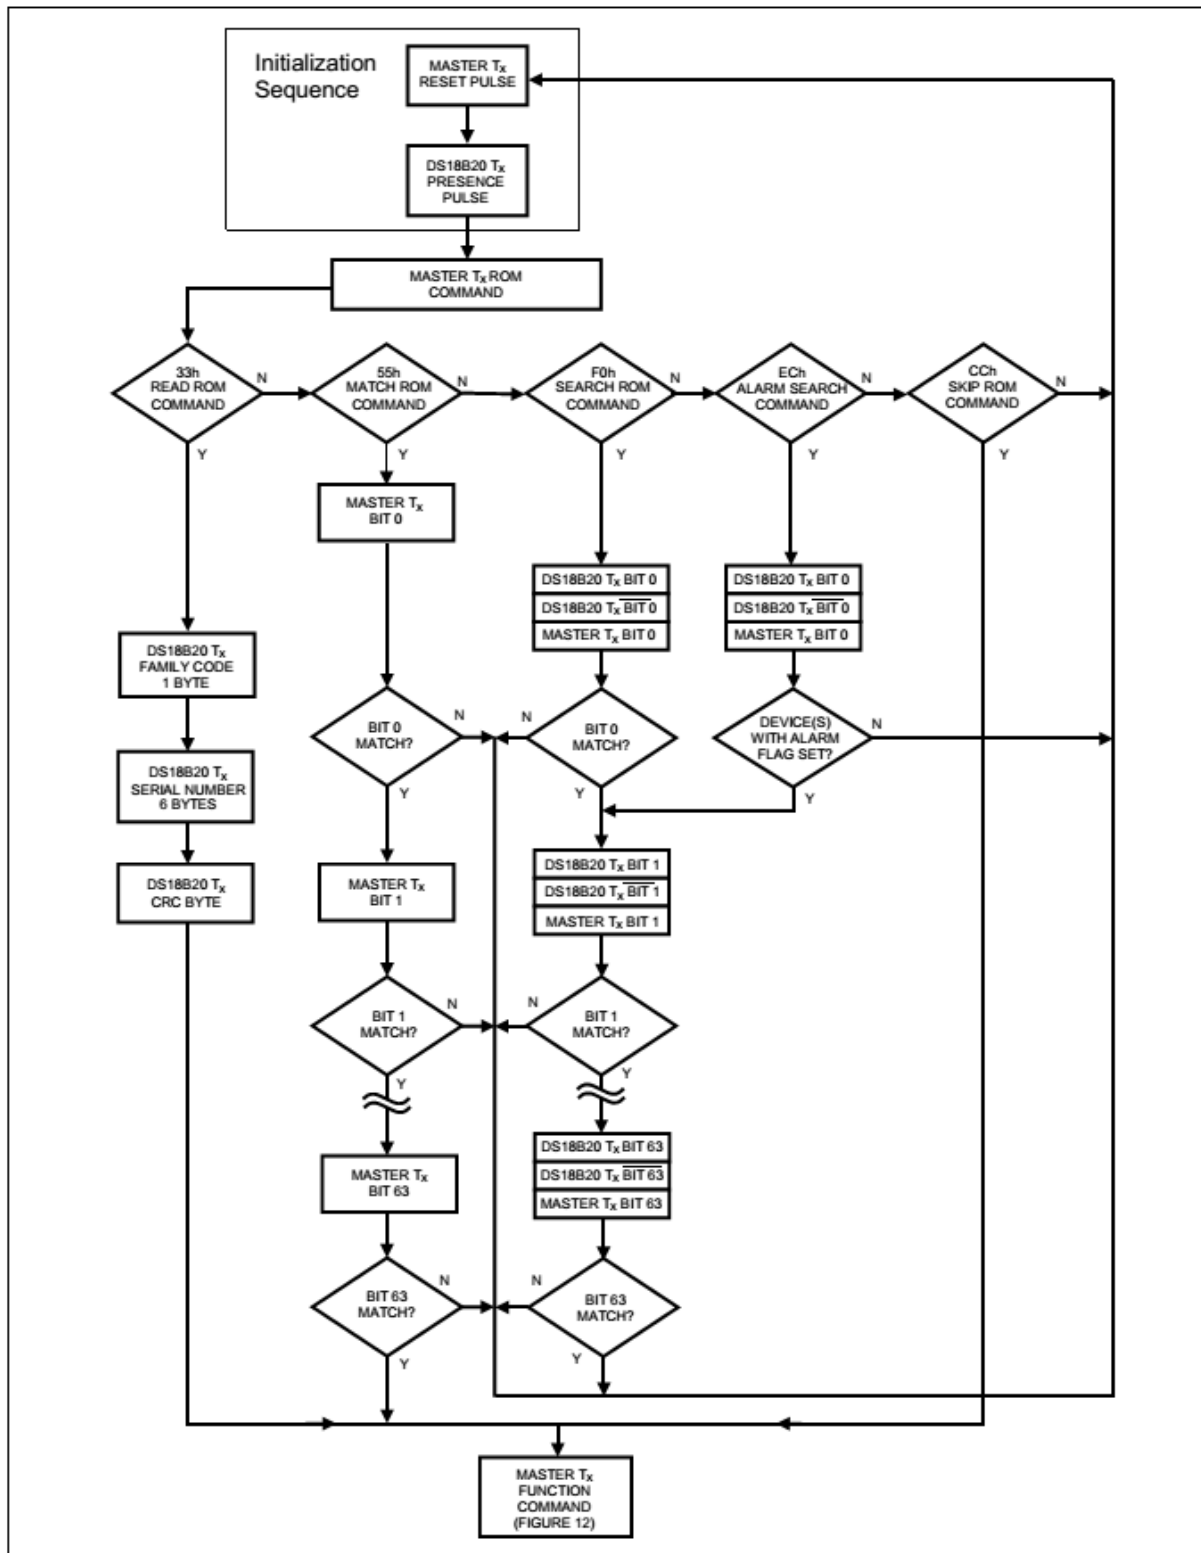 Initialization
Sequence
MASTER TX
RESET PULSE
DS18B20 TX
PRESENCE
PULSE
MASTER TX ROM
COMMAND
33h
READ ROM
COMMAND
N
Y
55h
MATCH ROM
COMMAND
N
Y
F0h
SEARCH ROM
COMMAND
N
Y
ECh
ALARM SEARCH
COMMAND
N
Y
CCh
SKIP ROM
COMMAND
N
Y
MASTER TX
BIT 0
DS18B20 TX BIT 0
DS18B20 TX BIT 0
MASTER TX BIT 0
DS18B20 TX BIT 0
DS18B20 TX BIT 0
MASTER TX BIT 0
DS18B20 TX
FAMILY CODE
1 BYTE
BIT 0
MATCH?
N
Y
BIT 0
MATCH?
N
Y
DEVICE(S)
WITH ALARM
FLAG SET?
N
Y
DS18B20 TX
SERIAL NUMBER
6 BYTES
DS18B20 TX
CRC BYTE
MASTER TX
BIT 1
DS18B20 TX BIT 1
DS18B20 TX BIT 1
MASTER TX BIT 1
BIT 1
MATCH?
N
Y
BIT 1
MATCH?
N
Y
MASTER TX
BIT 63
DS18B20 TX BIT 63
DS18B20 TX BIT 63
MASTER TX BIT 63
BIT 63
MATCH?
N
Y
BIT 63
MATCH?
N
Y
MASTER TX
FUNCTION
COMMAND
(FIGURE 12)